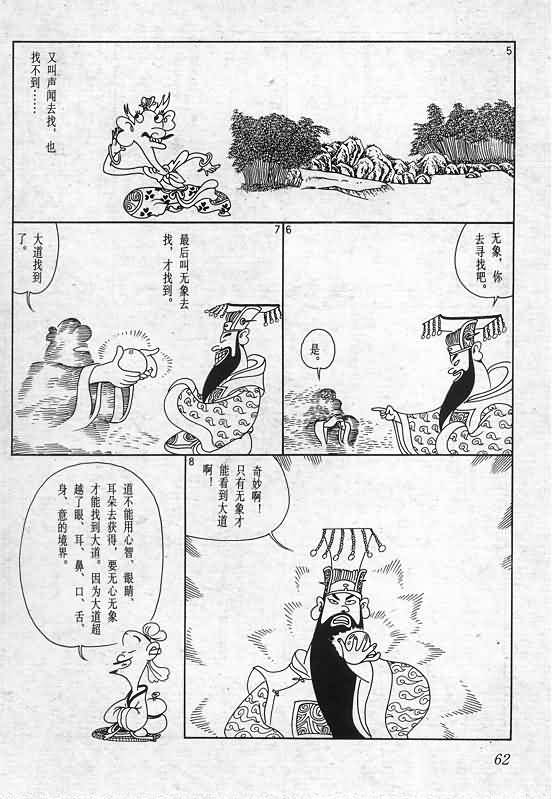 5
又叫声闻去找，也
找不到……
6
无象，你
去寻找吧。
是。
7
最后叫无象去
找，才找到。
大道找到
了。
8
奇妙啊！
只有无象才
能看到大道
啊！
道不能用心智、眼睛、
耳朵去获得，要无心无象
才能找到大道。因为大道超
越了眼、耳、鼻、口、舌、
身、意的境界。
62